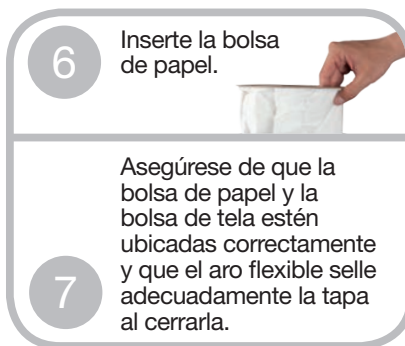 6
Inserte la bolsa
de papel.
7
Asegúrese de que la
bolsa de papel y la
bolsa de tela estén
ubicadas correctamente
y que el aro flexible selle
adecuadamente la tapa
al cerrarla.